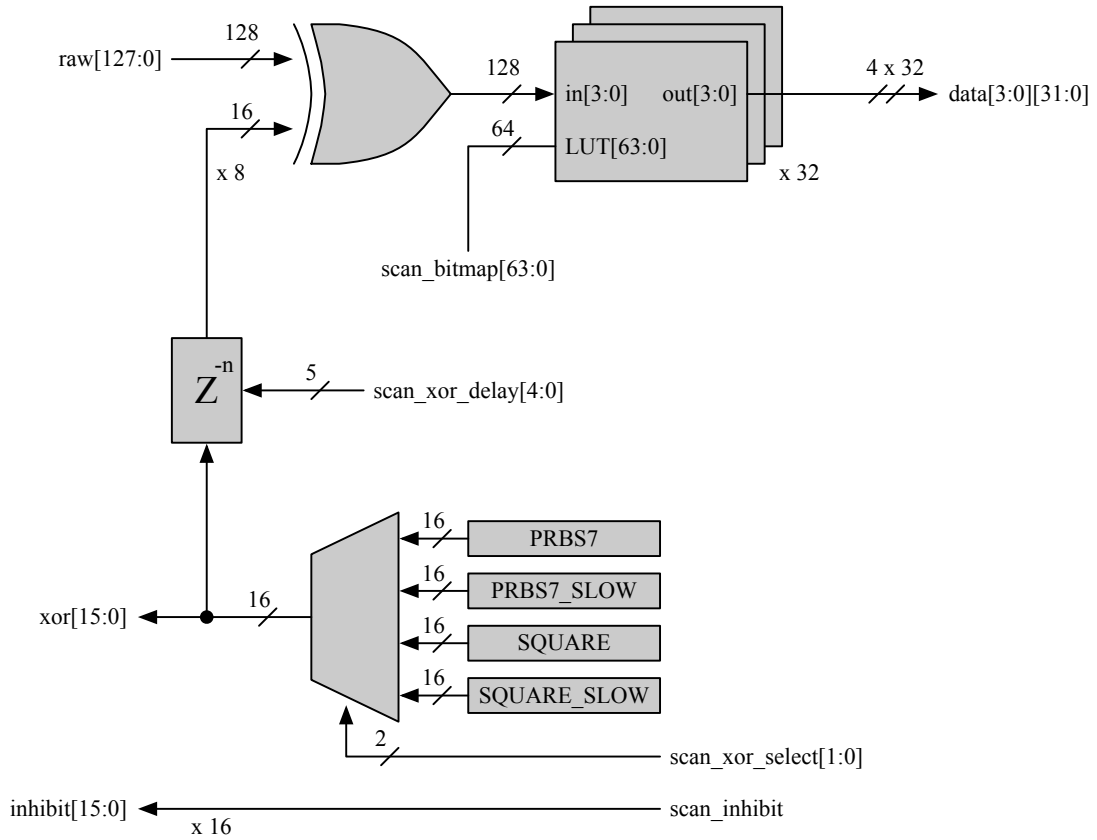 raw[127:0]
128
16
x 8
128
64
in[3:0] out[3:0]
LUT[63:0]
x 32
4 x 32
data[3:0][31:0]
scan_bitmap[63:0]
Z-n
5
scan_xor_delay[4:0]
xor[15:0]
16
16
PRBS7
16
PRBS7_SLOW
16
SQUARE
16
SQUARE_SLOW
2
scan_xor_select[1:0]
inhibit[15:0]
x 16
scan_inhibit